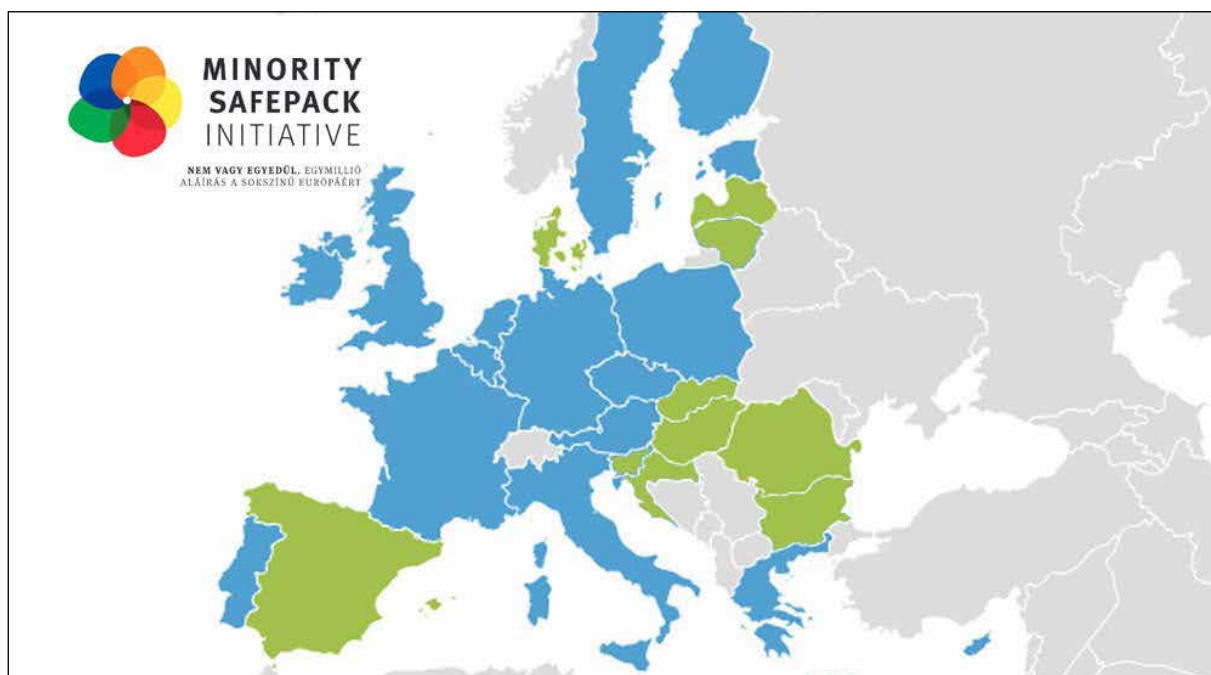 MINORITY
SAFEPACK
INITIATIVE
NEM VAGY EGYEDÜL. EGYMILLIÓ
ALÁÍRÁS A SOKSZÍNŰ EURÓPÁÉRT